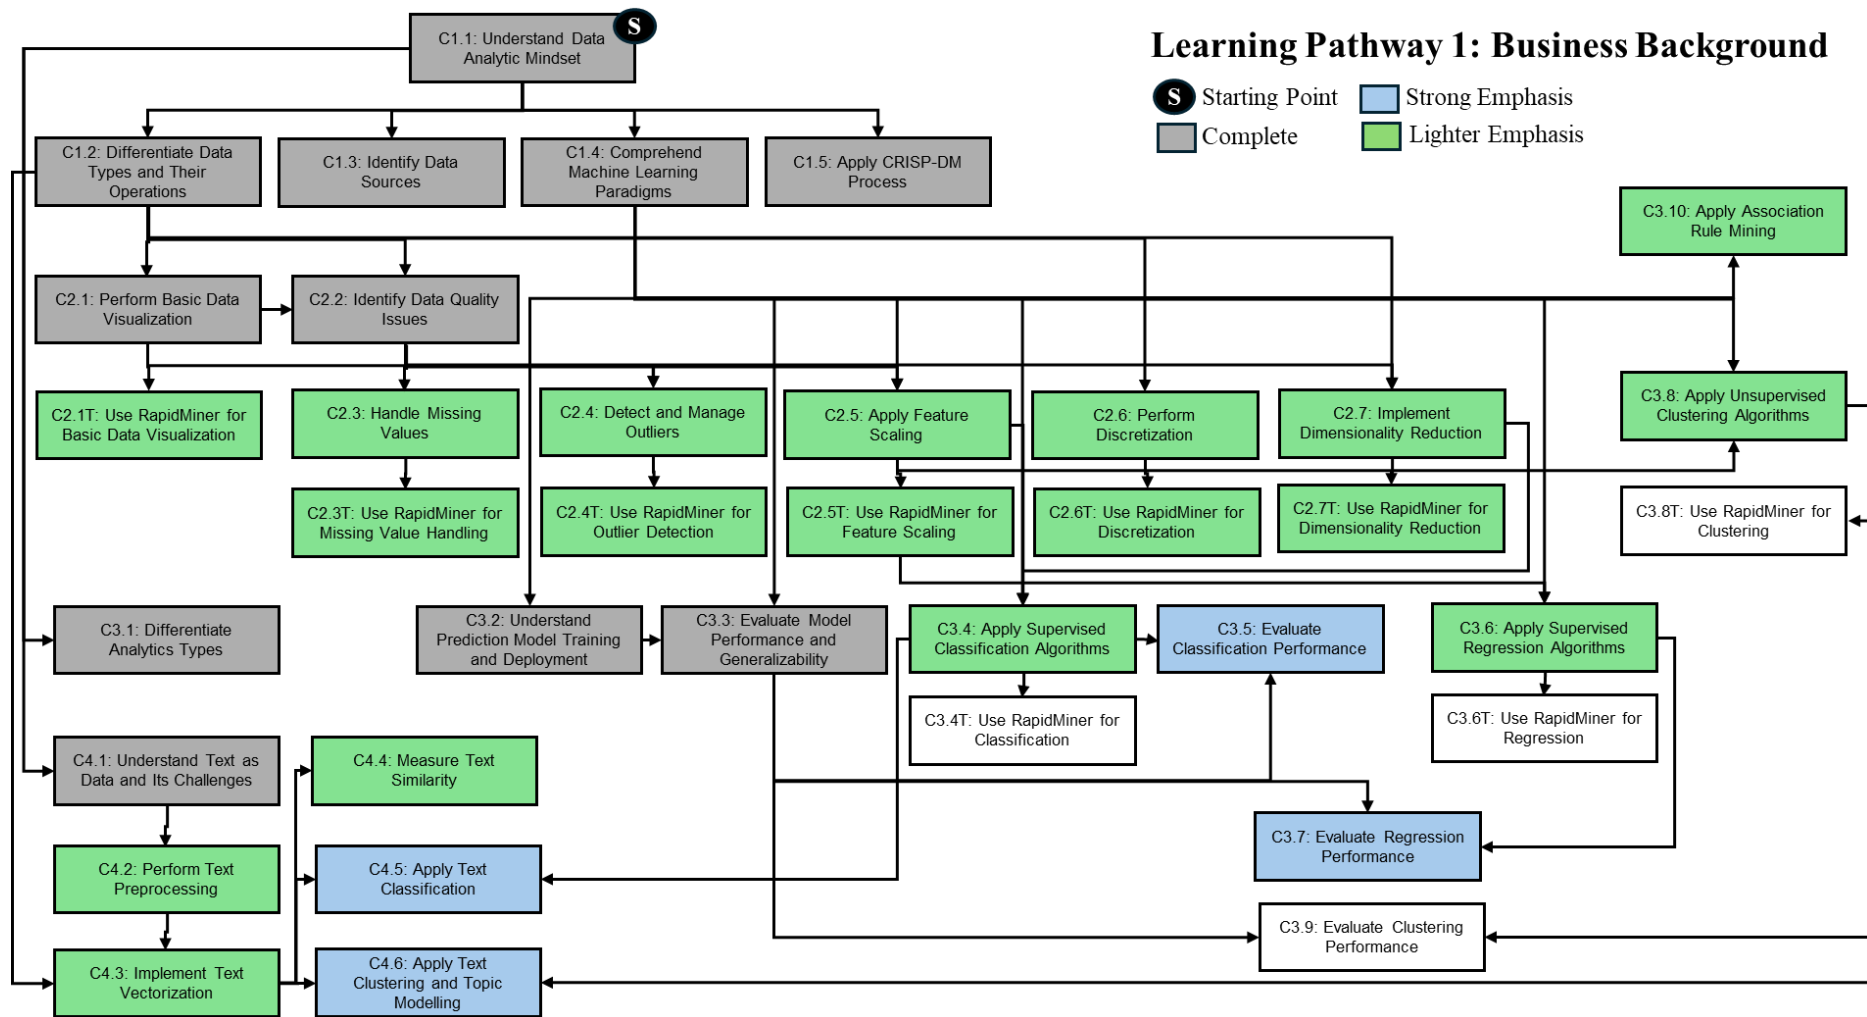 C1.1: Understand Data
Analytic Mindset
S
Learning Pathway 1: Business Background
S Starting Point
Strong Emphasis
Complete
Lighter Emphasis
C1.2: Differentiate Data
Types and Their
Operations
C1.3: Identify Data
Sources
C1.4: Comprehend
Machine Learning
Paradigms
C1.5: Apply CRISP-DM
Process
C3.10: Apply Association
Rule Mining
C2.1: Perform Basic Data
Visualization
C2.2: Identify Data Quality
Issues
C2.1T: Use RapidMiner for
Basic Data Visualization
C2.3: Handle Missing
Values
C2.4: Detect and Manage
Outliers
C2.5: Apply Feature
Scaling
C2.6: Perform
Discretization
C2.7: Implement
Dimensionality Reduction
C3.8: Apply Unsupervised
Clustering Algorithms
C2.3T: Use RapidMiner for
Missing Value Handling
C2.4T: Use RapidMiner for
Outlier Detection
C2.5T: Use RapidMiner for
Feature Scaling
C2.6T: Use RapidMiner for
Discretization
C2.7T: Use RapidMiner for
Dimensionality Reduction
C3.8T: Use RapidMiner for
Clustering
C3.1: Differentiate
Analytics Types
C3.2: Understand
Prediction Model Training
and Deployment
C3.3: Evaluate Model
Performance and
Generalizability
C3.4: Apply Supervised
Classification Algorithms
C3.5: Evaluate
Classification Performance
C3.6: Apply Supervised
Regression Algorithms
C3.4T: Use RapidMiner for
Classification
C3.6T: Use RapidMiner for
Regression
C4.1: Understand Text as
Data and Its Challenges
C4.4: Measure Text
Similarity
C3.7: Evaluate Regression
Performance
C4.2: Perform Text
Preprocessing
C4.5: Apply Text
Classification
C3.9: Evaluate Clustering
Performance
C4.3: Implement Text
Vectorization
C4.6: Apply Text
Clustering and Topic
Modelling